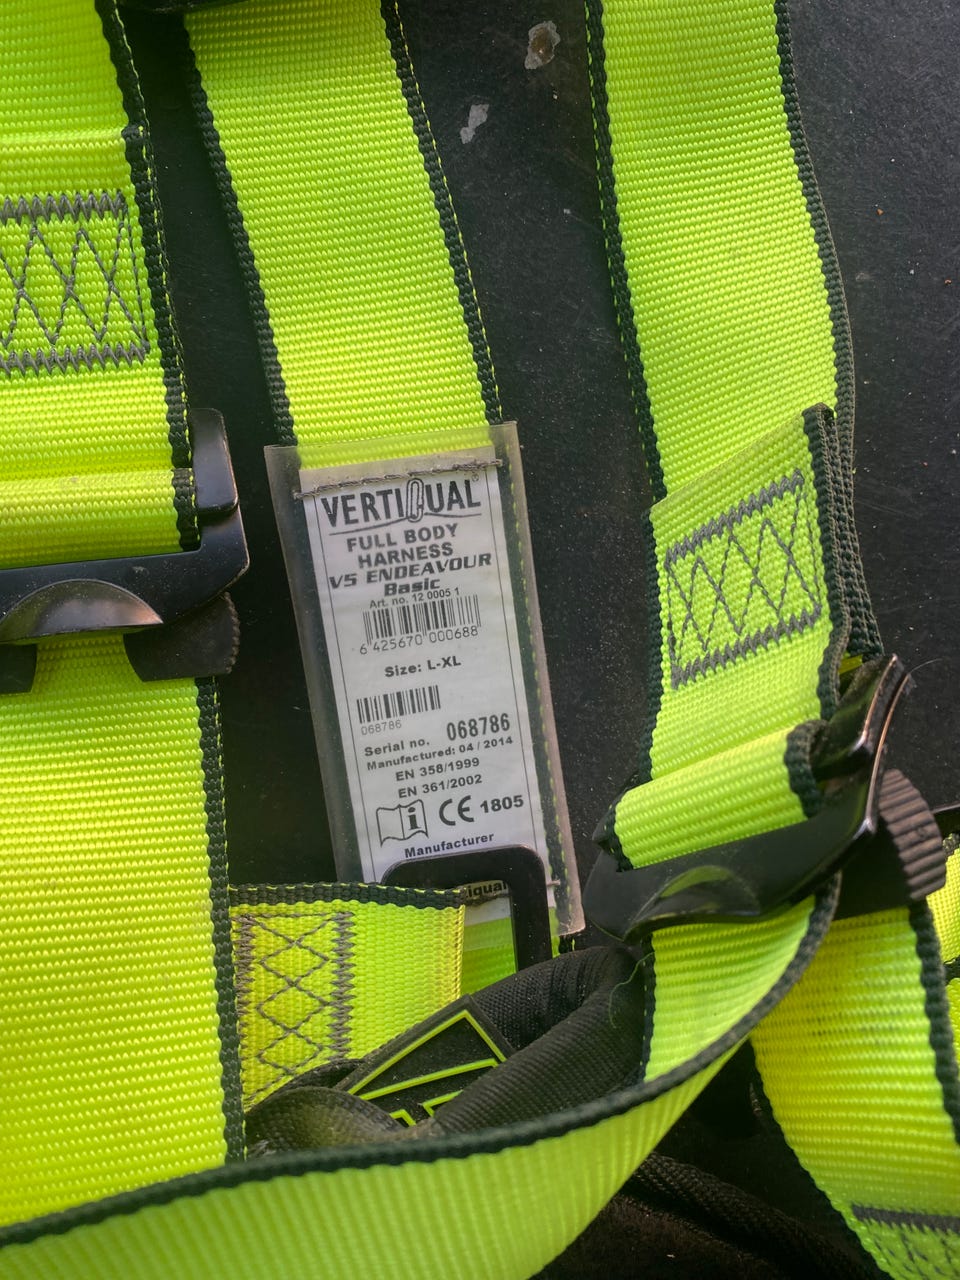 VERTIQUAL®
FULL BODY
HARNESS
V5 ENDEAVOUR
Basic
Art. no. 12 0005 1
6 425670 000688
Size: L-XL
068786
Serial no. 068786
Manufactured: 04 / 2014
EN 358/1999
EN 361/2002
i CE 1805
Manufacturer